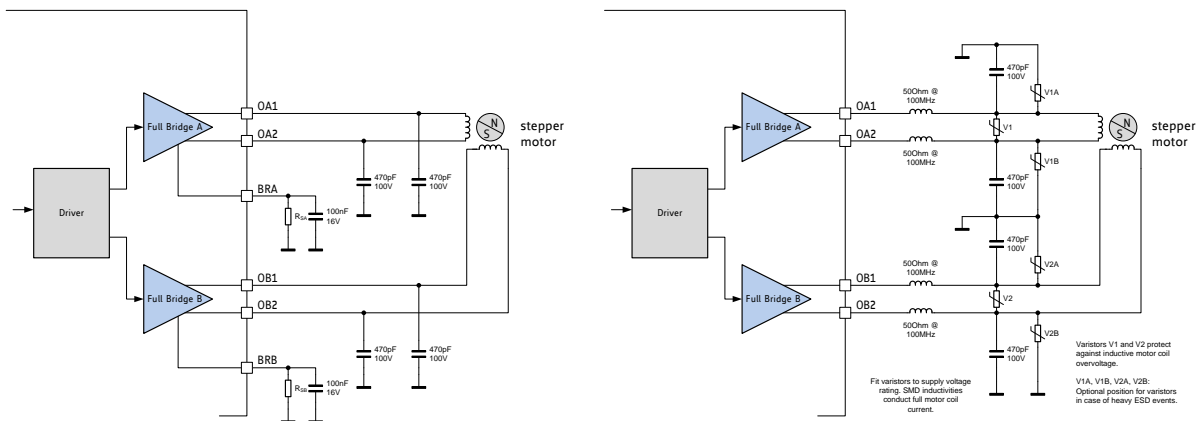 Driver
Full Bridge A
Full Bridge B
OA1
OA2
BRA
R_SA
100nF
16V
470pF
100V
470pF
100V
N
S
stepper
motor
OB1
OB2
BRB
R_SB
100nF
16V
470pF
100V
470pF
100V
Driver
Full Bridge A
Full Bridge B
OA1
OA2
50Ohm @
100MHz
50Ohm @
100MHz
470pF
100V
V1A
V1
V1B
470pF
100V
N
S
stepper
motor
470pF
100V
V2A
OB1
OB2
50Ohm @
100MHz
50Ohm @
100MHz
V2
V2B
470pF
100V
Fit varistors to supply voltage
rating. SMD inductivities
conduct full motor coil
current.
Varistors V1 and V2 protect
against inductive motor coil
overvoltage.
V1A, V1B, V2A, V2B:
Optional position for varistors
in case of heavy ESD events.